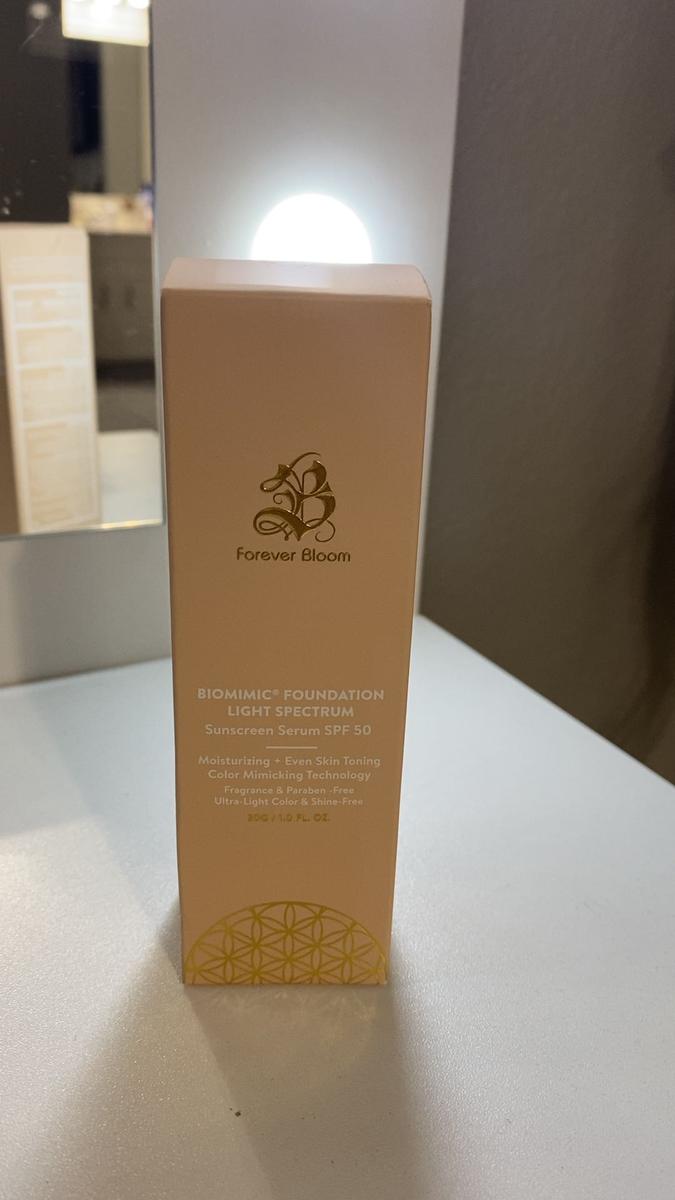 Forever Bloom
BIOMIMIC® FOUNDATION
LIGHT SPECTRUM
Sunscreen Serum SPF 50
Moisturizing + Even Skin Toning
Color Mimicking Technology
Fragrance & Paraben -Free
Ultra-Light Color & Shine-Free
30G / 1.0 FL. OZ.